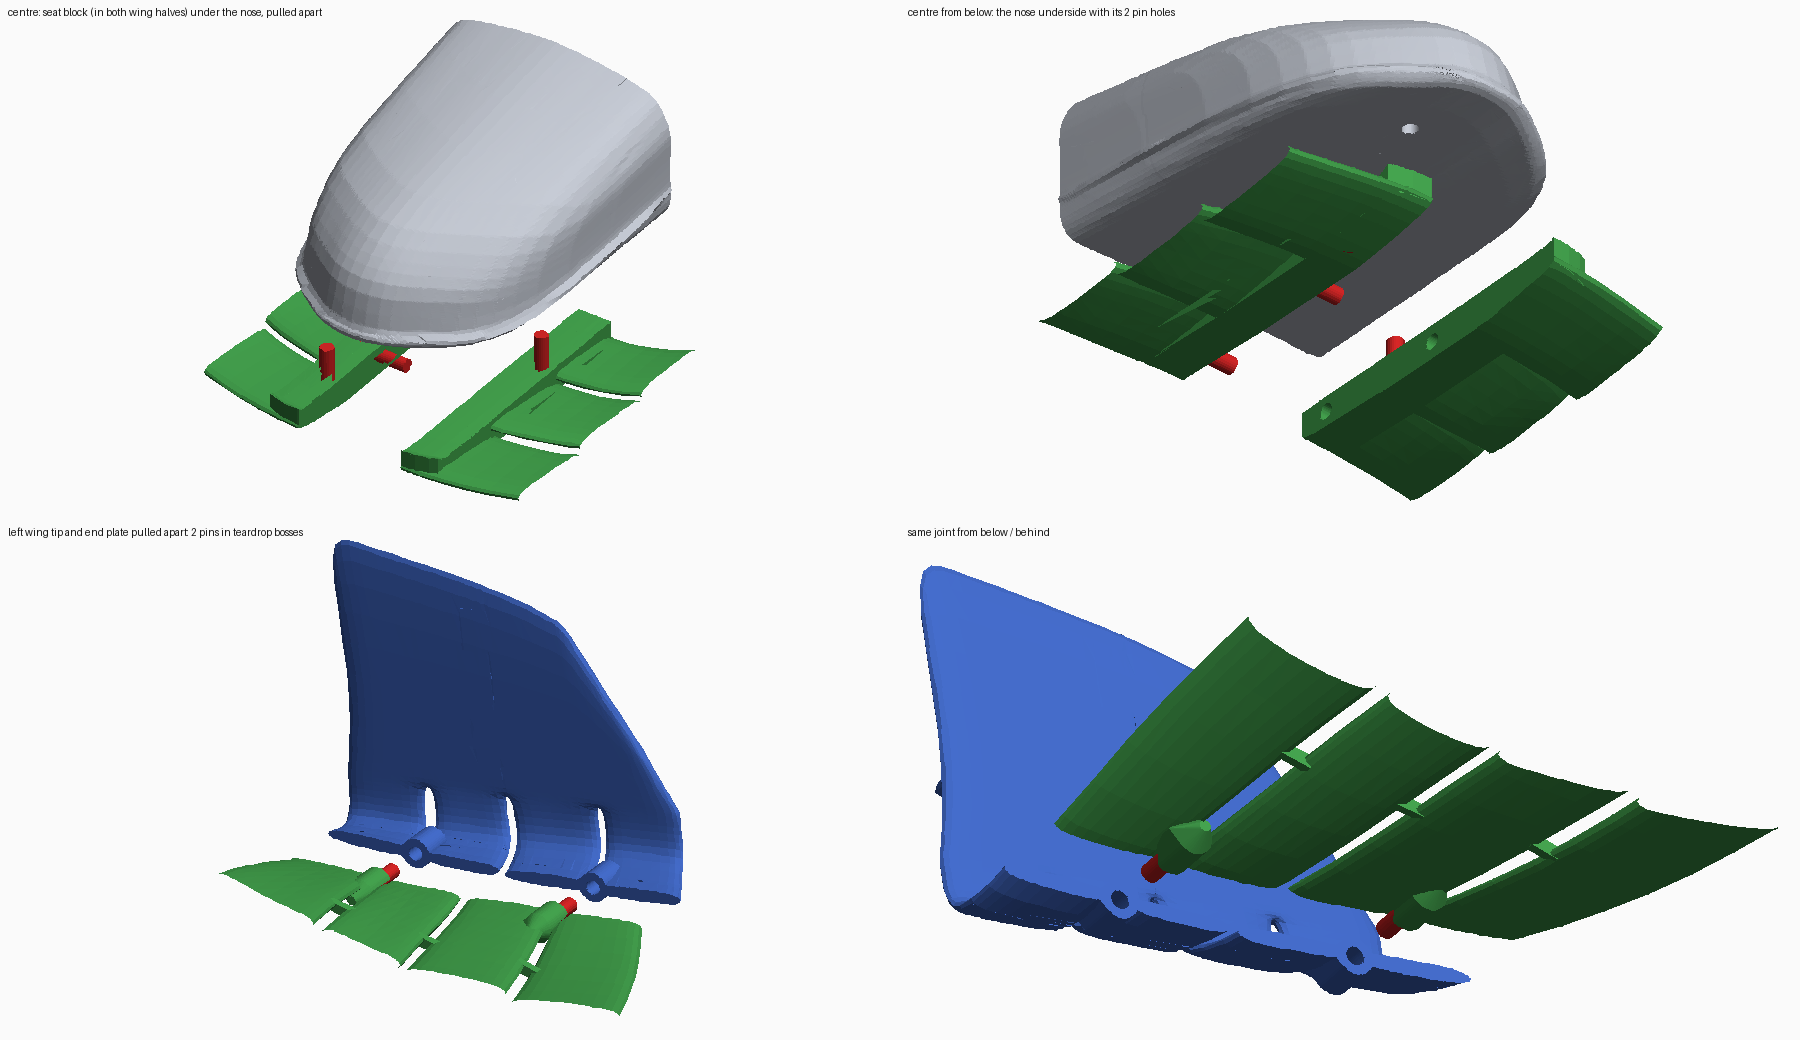 centre: seat block (in both wing halves) under the nose, pulled apart
centre from below: the nose underside with its 2 pin holes
left wing tip and end plate pulled apart: 2 pins in teardrop bosses
same joint from below / behind